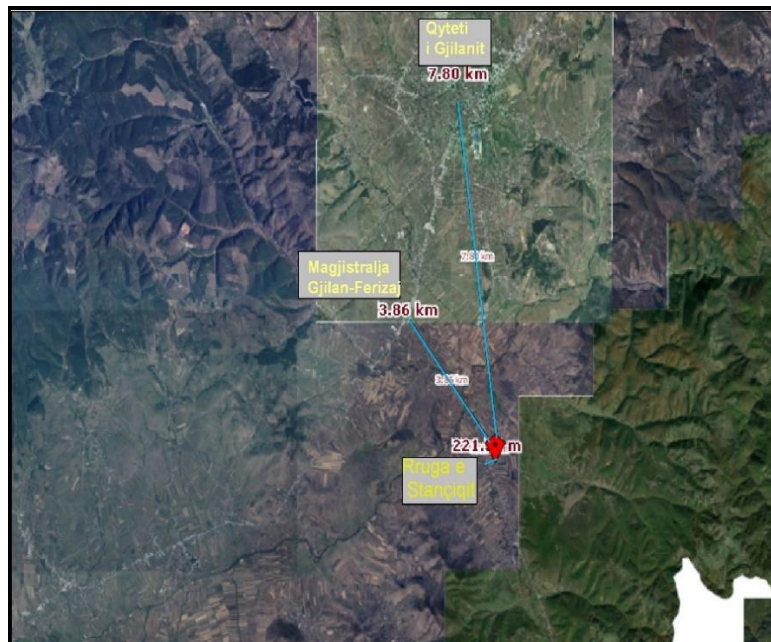 Qyteti
i Gjilanit
7.80 km
Magjistralja
Gjilan-Ferizaj
3.86 km
Rruga e
Stançiqit